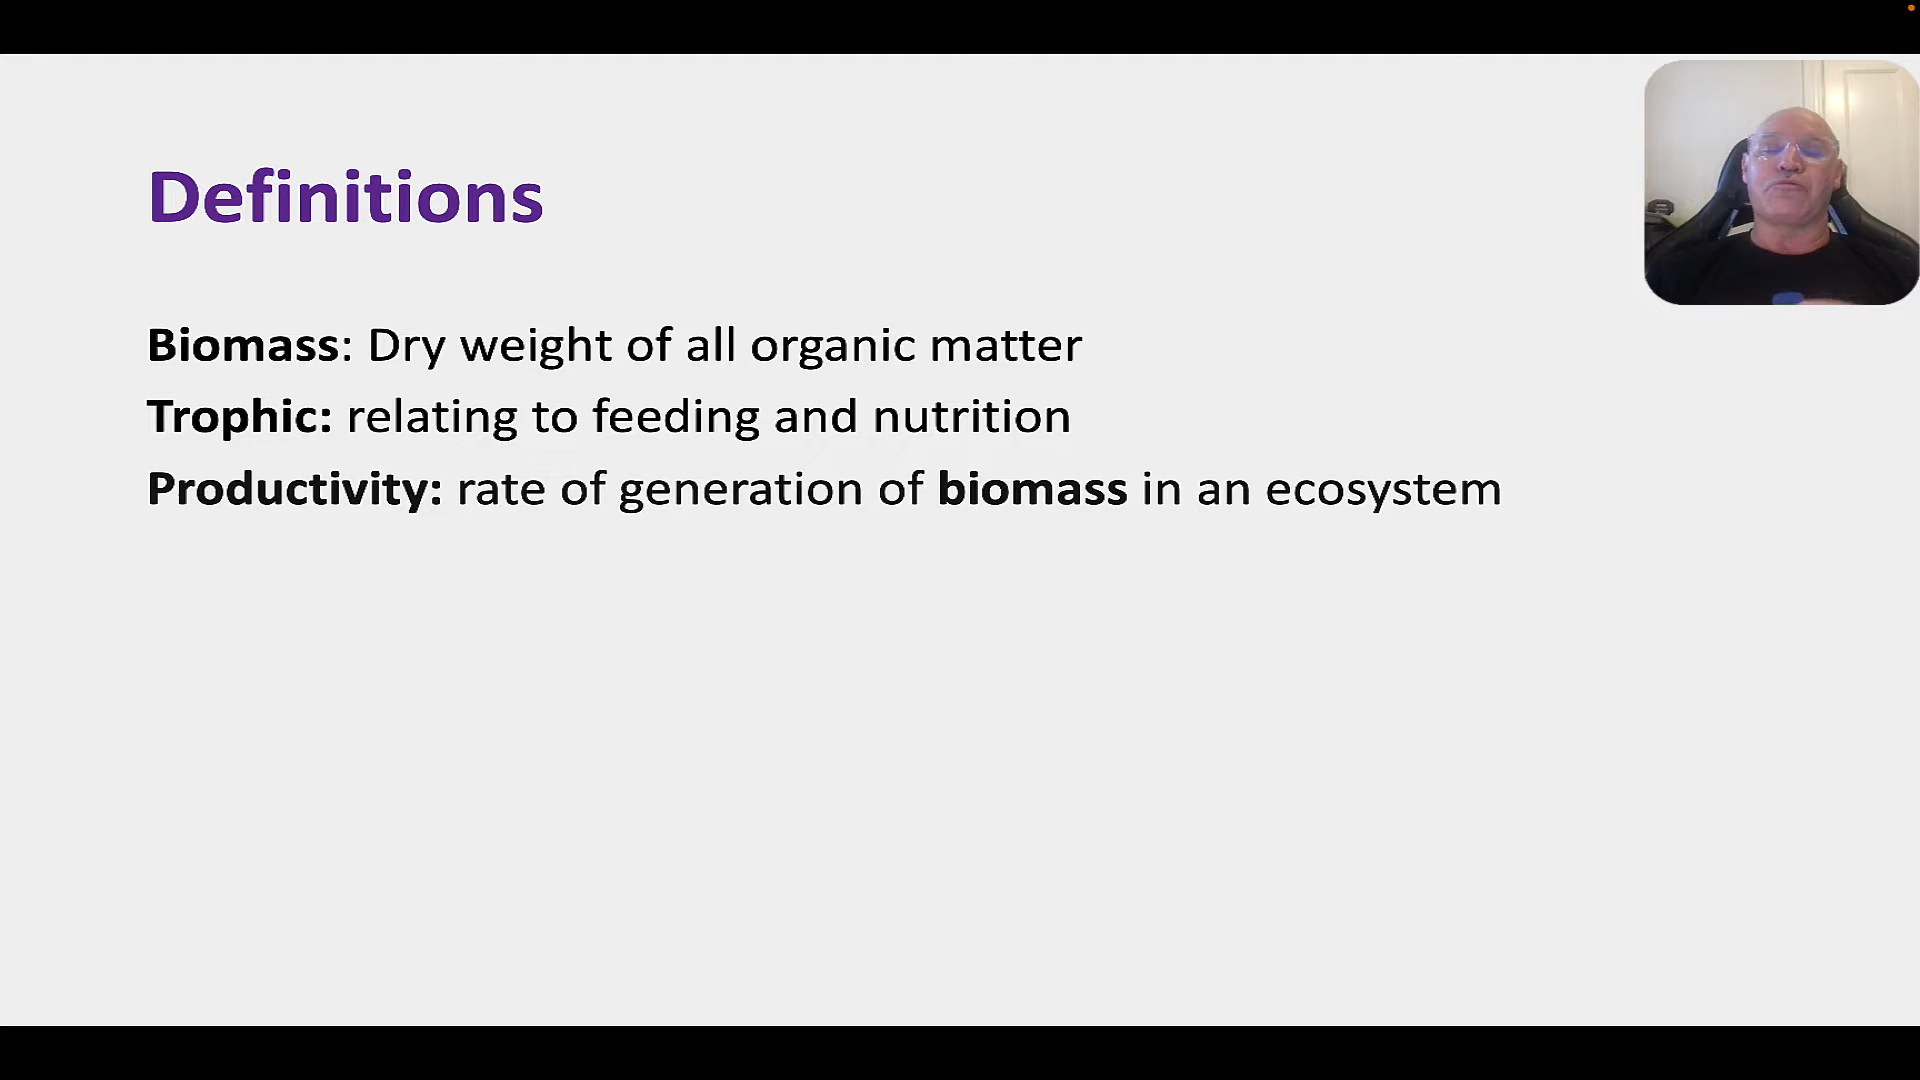 Definitions
Biomass: Dry weight of all organic matter
Trophic: relating to feeding and nutrition
Productivity: rate of generation of biomass in an ecosystem